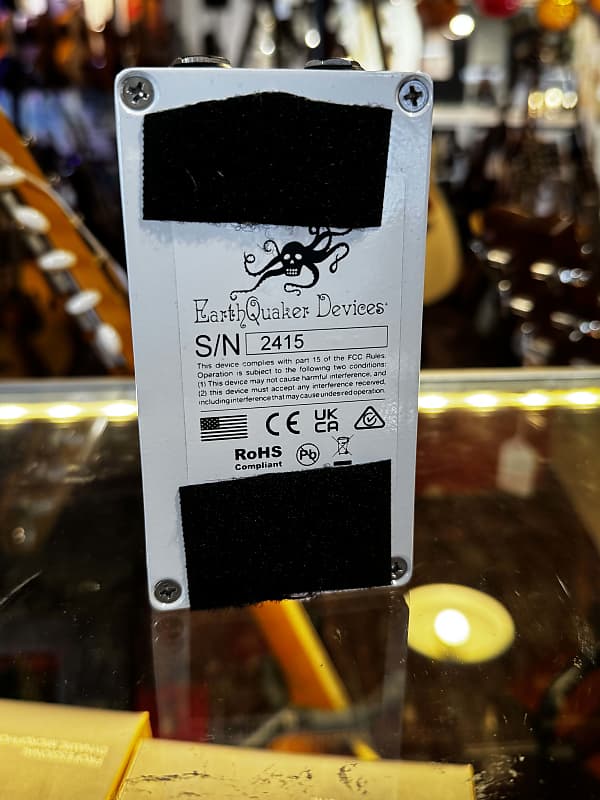 EarthQuaker Devices
S/N 2415
This device complies with part 15 of the FCC Rules.
Operation is subject to the following two conditions:
(1) This device may not cause harmful interference, and
(2) this device must accept any interference received,
including interference that may cause undesired operation.
CE UK
CA
RoHS Pb
Compliant